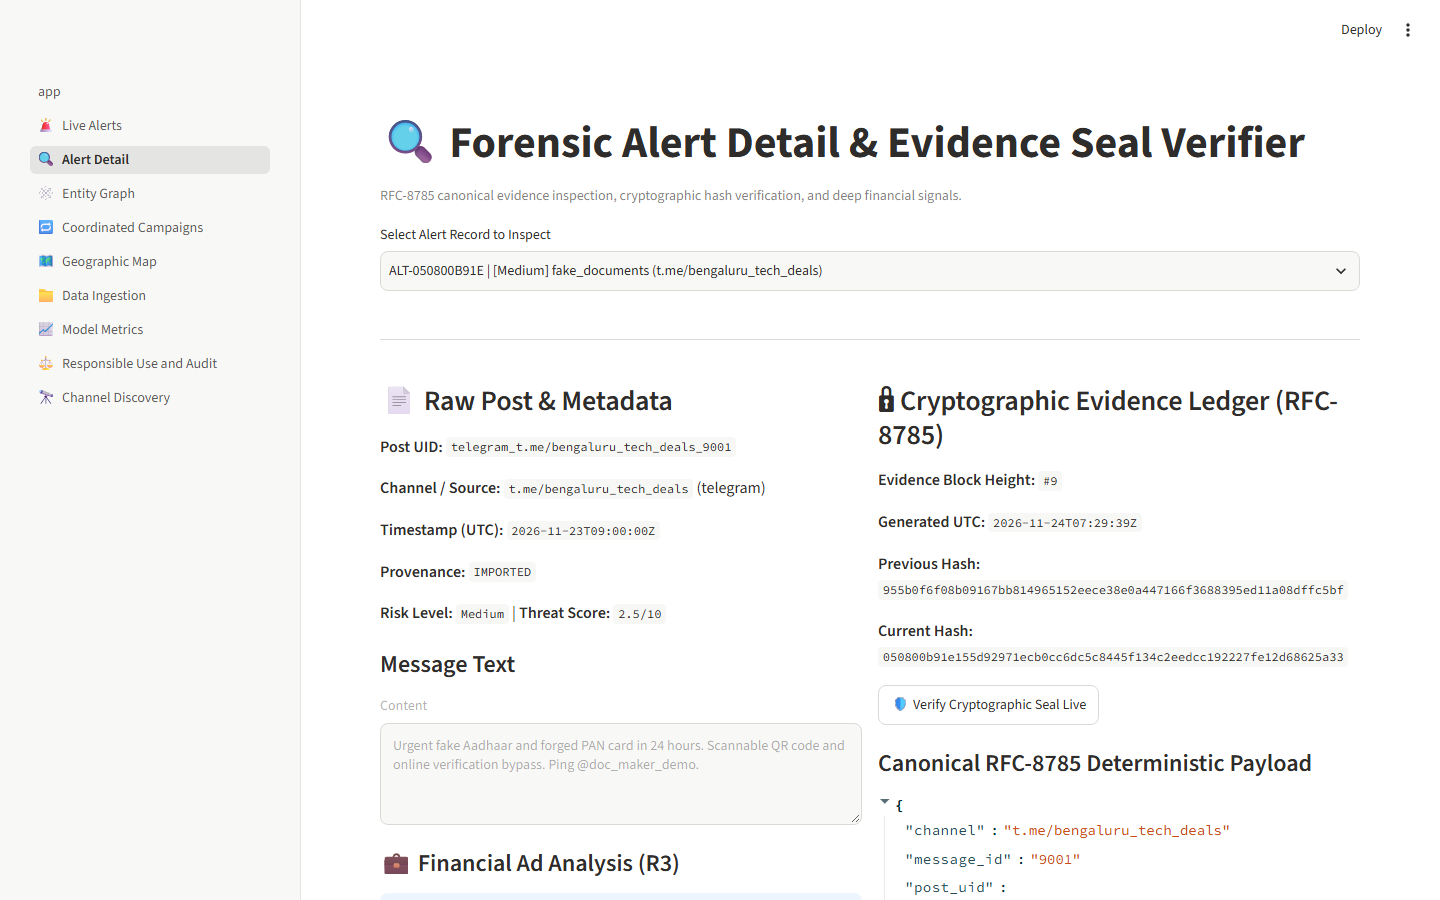 Deploy
app
Live Alerts
Alert Detail
Entity Graph
Coordinated Campaigns
Geographic Map
Data Ingestion
Model Metrics
Responsible Use and Audit
Channel Discovery
Forensic Alert Detail & Evidence Seal Verifier
RFC-8785 canonical evidence inspection, cryptographic hash verification, and deep financial signals.
Select Alert Record to Inspect
ALT-050800B91E | [Medium] fake_documents (t.me/bengaluru_tech_deals)
Raw Post & Metadata
Post UID: telegram_t.me/bengaluru_tech_deals_9001
Channel / Source: t.me/bengaluru_tech_deals (telegram)
Timestamp (UTC): 2026-11-23T09:00:00Z
Provenance: IMPORTED
Risk Level: Medium | Threat Score: 2.5/10
Message Text
Content
Urgent fake Aadhaar and forged PAN card in 24 hours. Scannable QR code and
online verification bypass. Ping @doc_maker_demo.
Financial Ad Analysis (R3)
Cryptographic Evidence Ledger (RFC-
8785)
Evidence Block Height: #9
Generated UTC: 2026-11-24T07:29:39Z
Previous Hash:
955b0f6f08b09167bb814965152eece38e0a447166f3688395ed11a08dffc5bf
Current Hash:
050800b91e155d92971ecb0cc6dc5c8445f134c2eedcc192227fe12d68625a33
Verify Cryptographic Seal Live
Canonical RFC-8785 Deterministic Payload
{
"channel" : "t.me/bengaluru_tech_deals"
"message_id" : "9001"
"post_uid" :